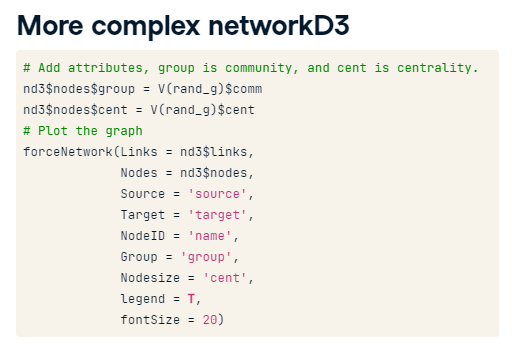 More complex networkD3
# Add attributes, group is community, and cent is centrality.
nd3$nodes$group = V(rand_g)$comm
nd3$nodes$cent = V(rand_g)$cent
# Plot the graph
forceNetwork(Links = nd3$links,
             Nodes = nd3$nodes,
             Source = 'source',
             Target = 'target',
             NodeID = 'name',
             Group = 'group',
             Nodesize = 'cent',
             legend = T,
             fontSize = 20)